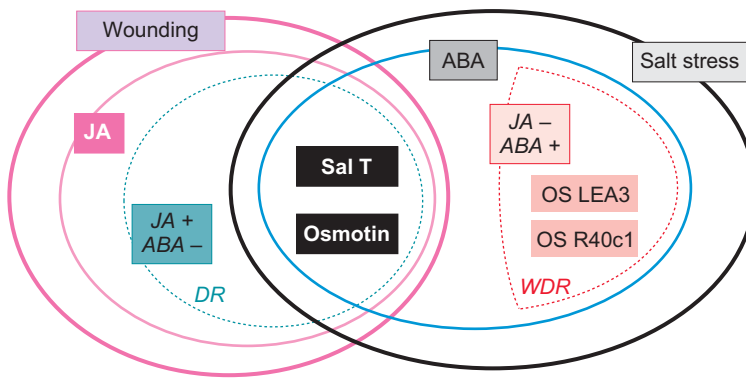 Wounding
ABA
Salt stress
JA
JA –
ABA +
Sal T
OS LEA3
JA +
ABA –
Osmotin
OS R40c1
DR
WDR